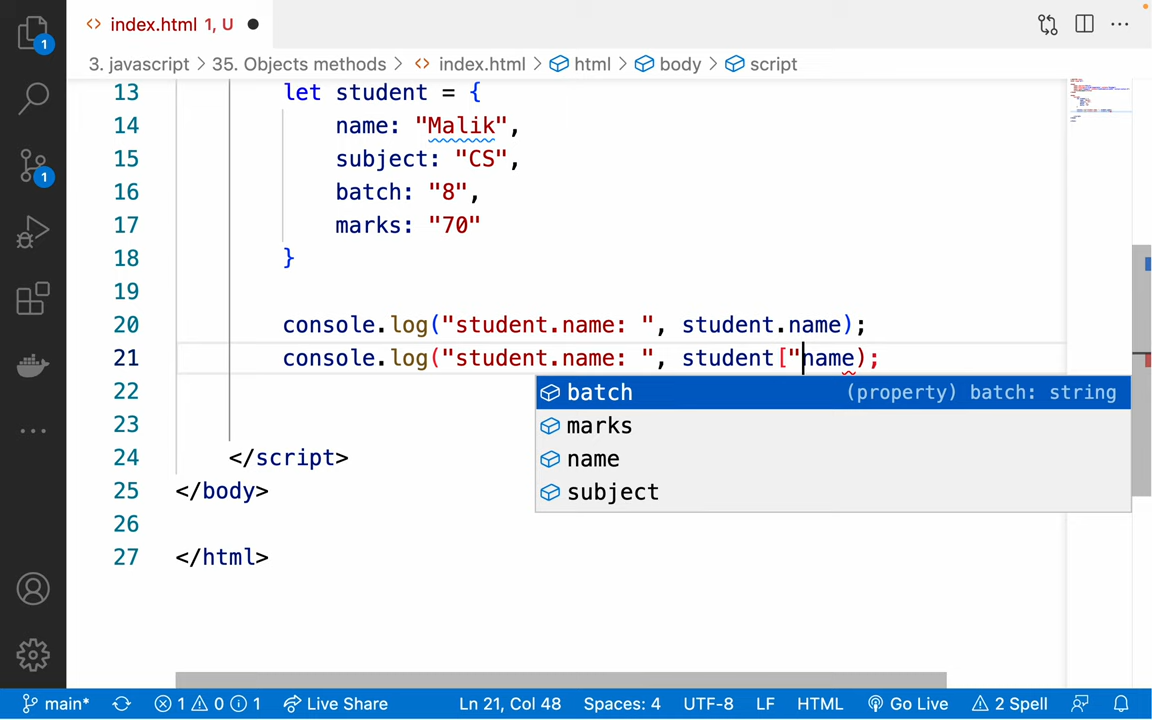 index.html 1, U
3. javascript > 35. Objects methods > index.html > html > body > script
1
13 let student = {
14 name: "Malik",
15 subject: "CS",
1
16 batch: "8",
17 marks: "70"
18 }
19
20 console.log("student.name: ", student.name);
21 console.log("student.name: ", student["name);
22
batch (property) batch: string
23
marks
24 </script>
name
25 </body>
subject
26
27 </html>
main* 1 0 1 Live Share Ln 21, Col 48 Spaces: 4 UTF-8 LF HTML Go Live 2 Spell